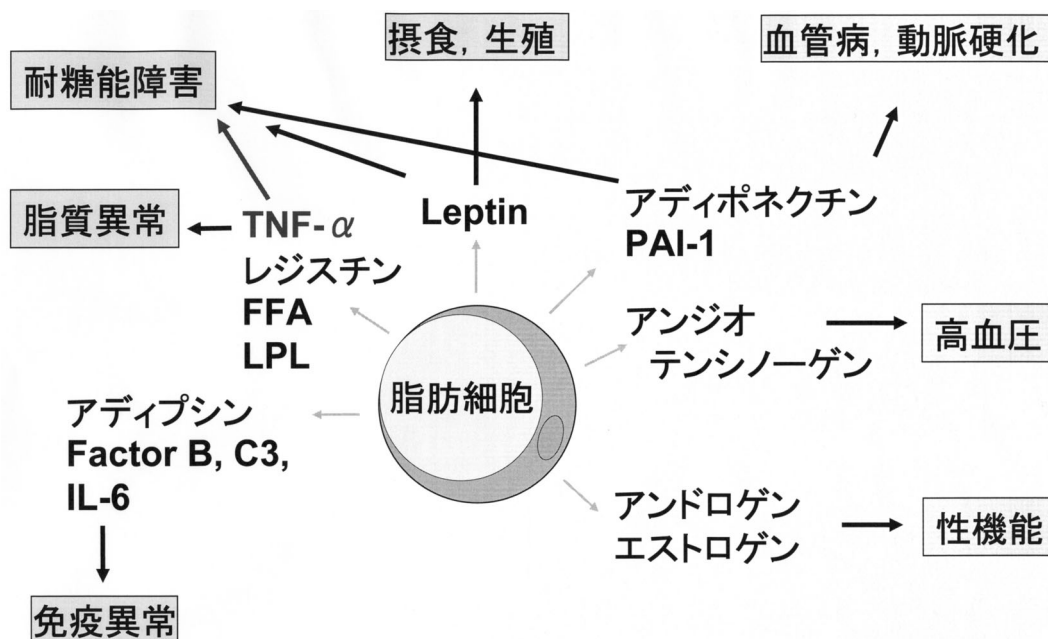 摂食, 生殖
血管病, 動脈硬化
耐糖能障害
脂質異常
TNF-α
レジスチン
FFA
LPL
Leptin
アディポネクチン
PAI-1
アンジオ
テンシノーゲン
高血圧
脂肪細胞
アディプシン
Factor B, C3,
IL-6
アンドロゲン
エストロゲン
性機能
免疫異常